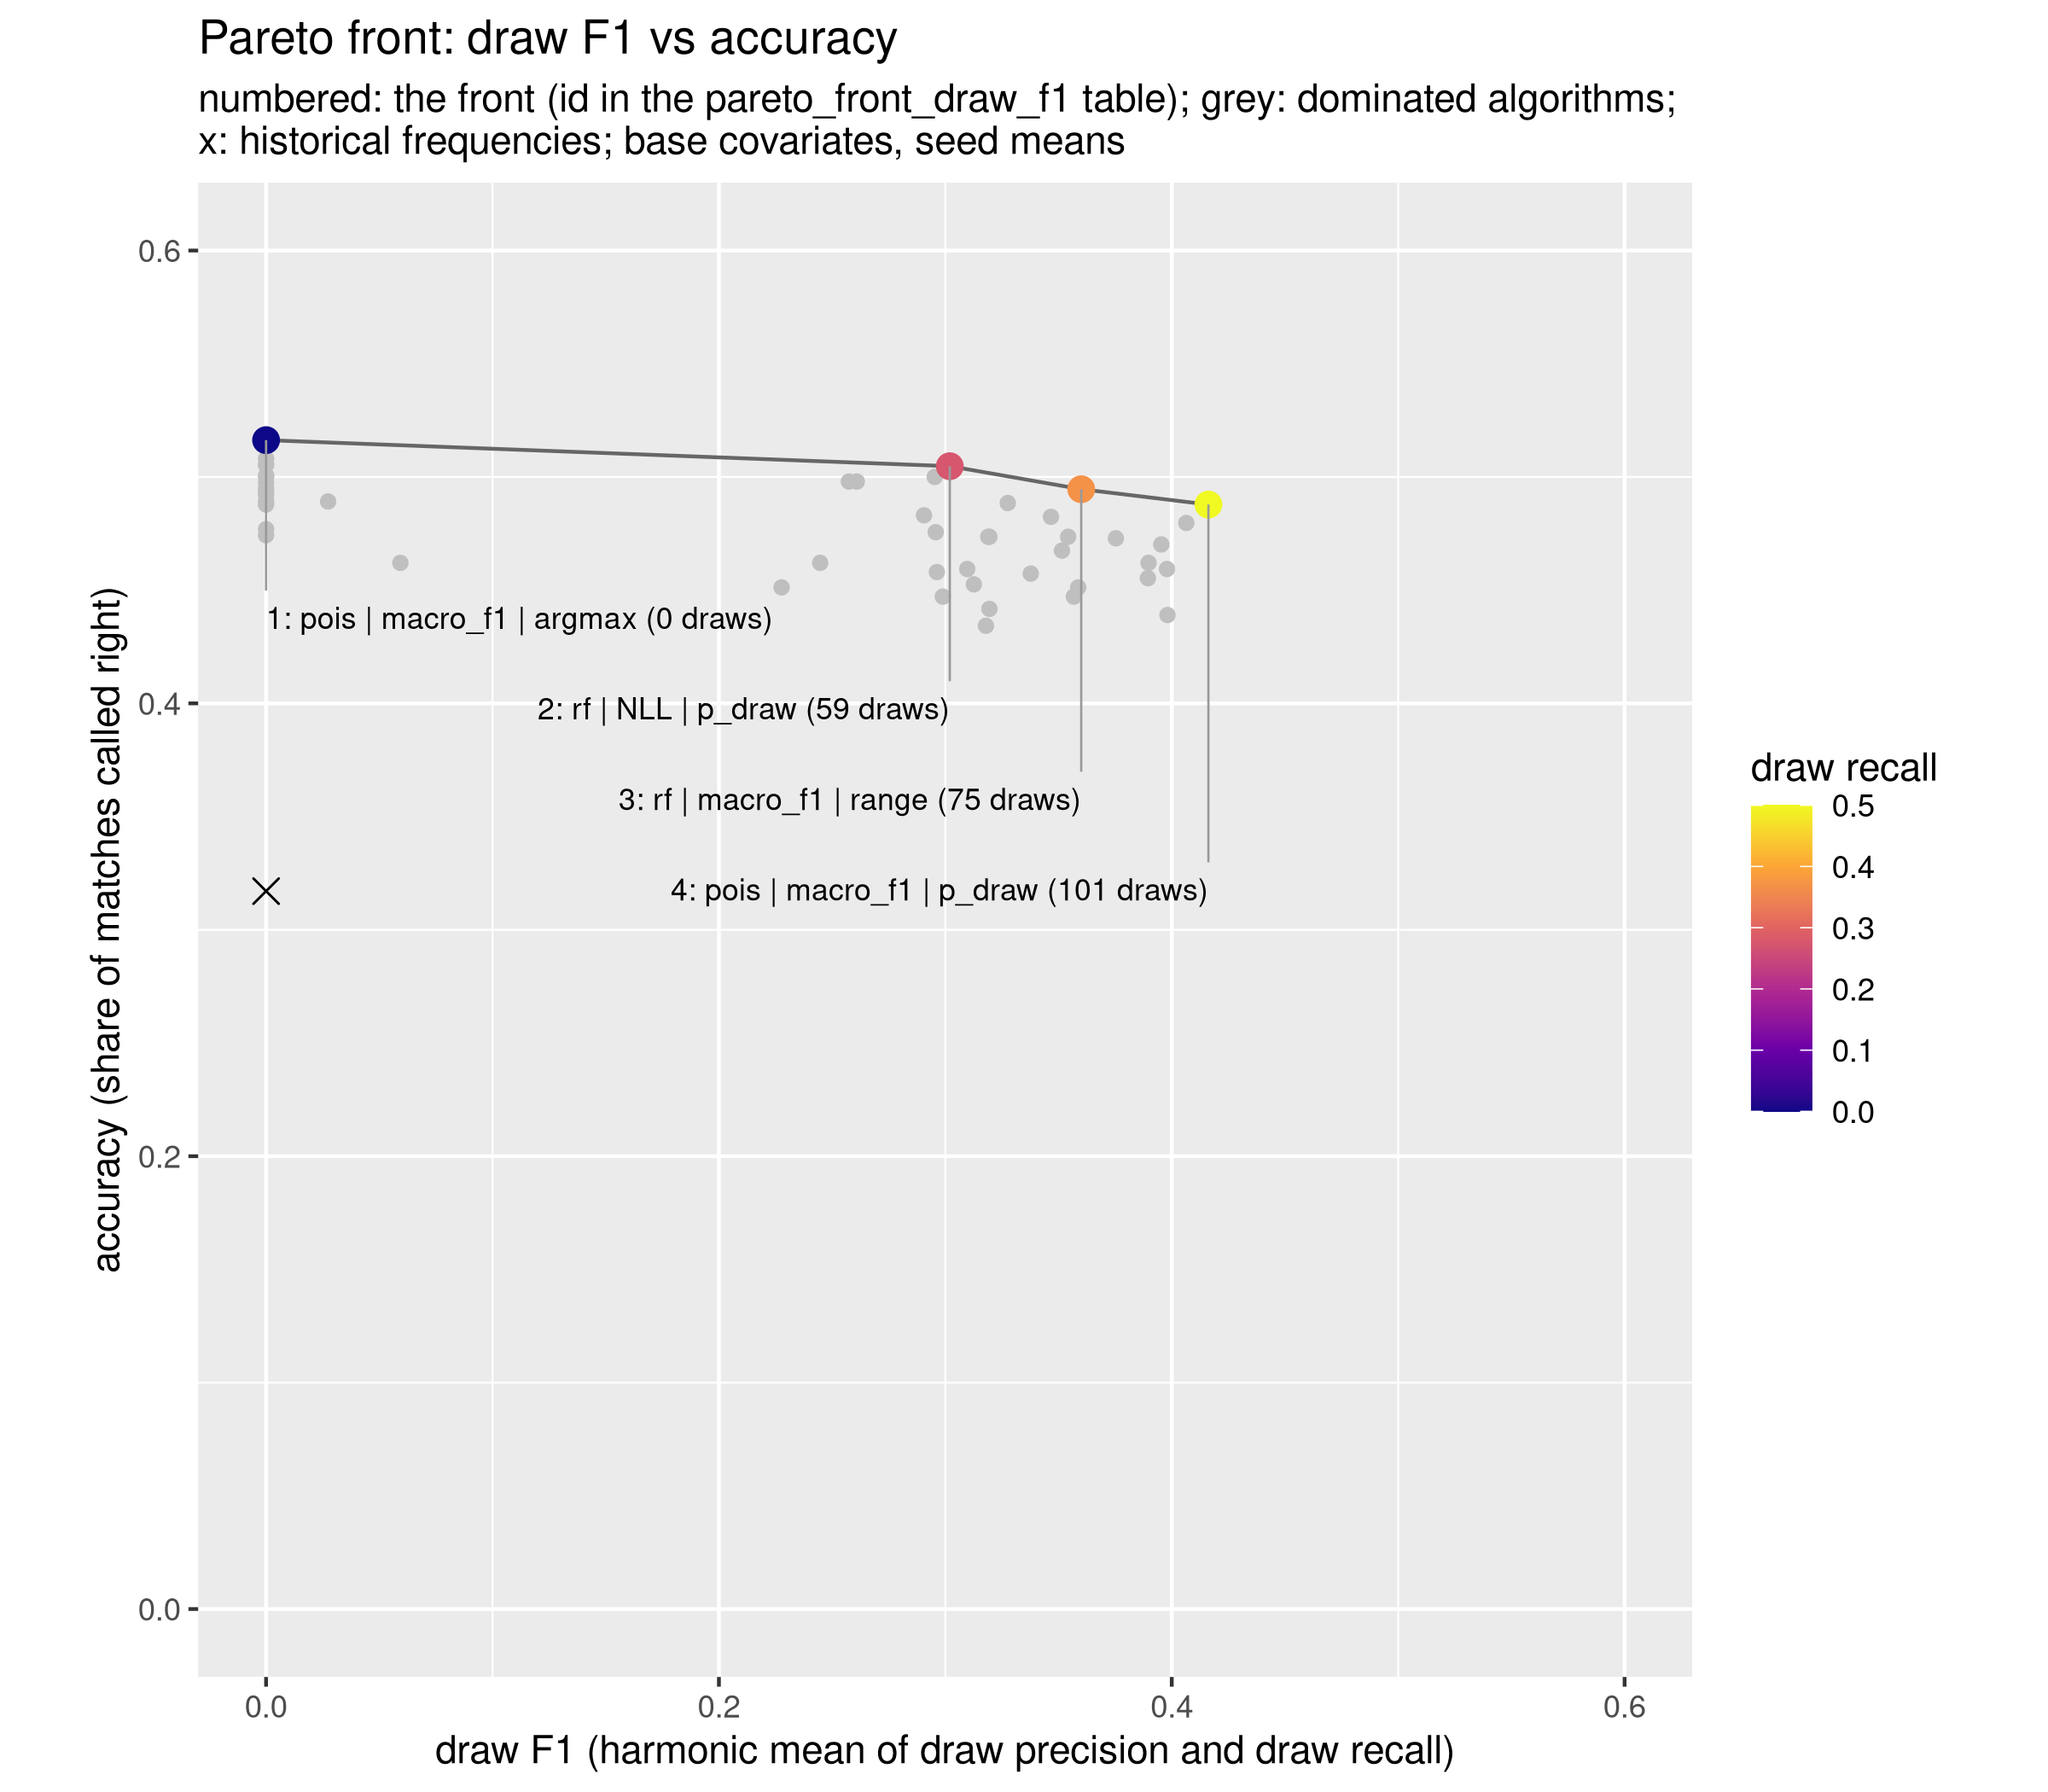 Pareto front: draw F1 vs accuracy
numbered: the front (id in the pareto_front_draw_f1 table); grey: dominated algorithms;
x: historical frequencies; base covariates, seed means
accuracy (share of matches called right)
0.6
0.4
0.2
0.0
1: pois | macro_f1 | argmax (0 draws)
2: rf | NLL | p_draw (59 draws)
3: rf | macro_f1 | range (75 draws)
4: pois | macro_f1 | p_draw (101 draws)
0.0
0.2
0.4
0.6
draw F1 (harmonic mean of draw precision and draw recall)
draw recall
0.5
0.4
0.3
0.2
0.1
0.0